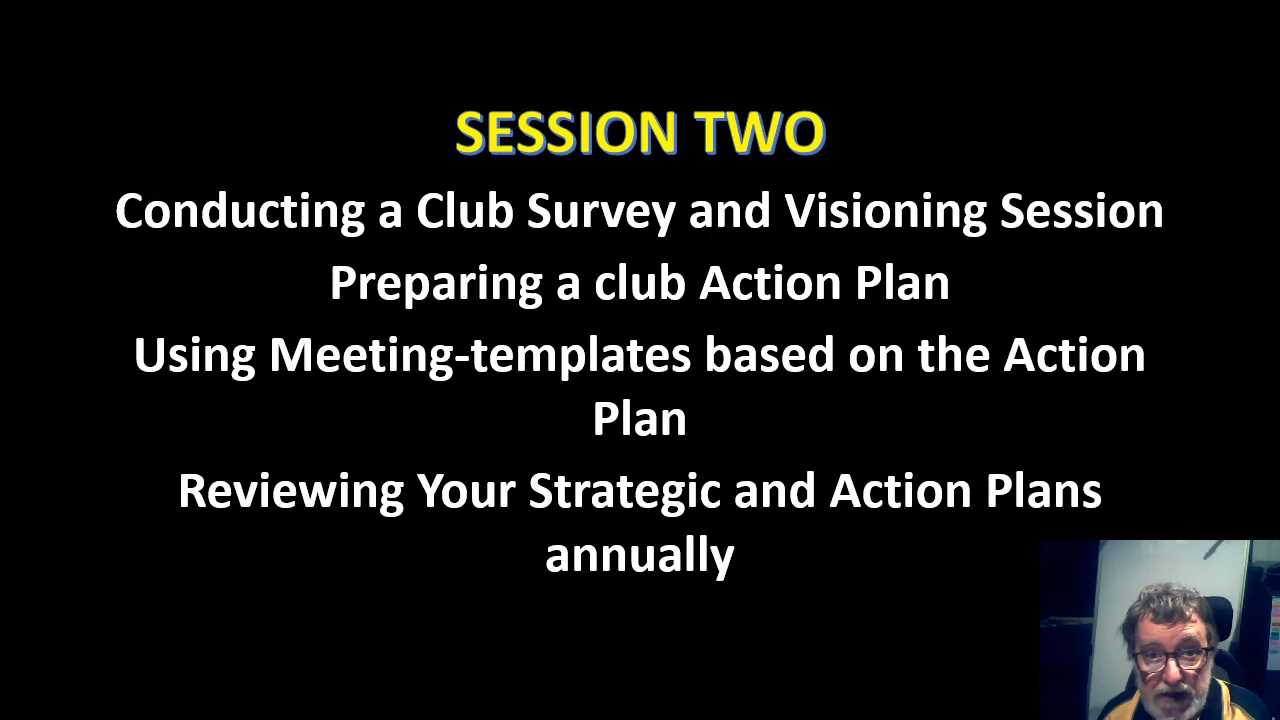 SESSION TWO
Conducting a Club Survey and Visioning Session
Preparing a club Action Plan
Using Meeting-templates based on the Action
Plan
Reviewing Your Strategic and Action Plans
annually